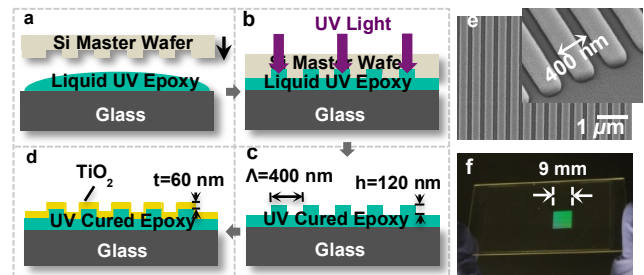 a
Si Master Wafer
Liquid UV Epoxy
Glass
b
UV Light
Si Master Wafer
Liquid UV Epoxy
Glass
e
400 nm
1 µm
d
TiO2
t=60 nm
UV Cured Epoxy
Glass
c
Λ=400 nm
h=120 nm
UV Cured Epoxy
Glass
f
9 mm